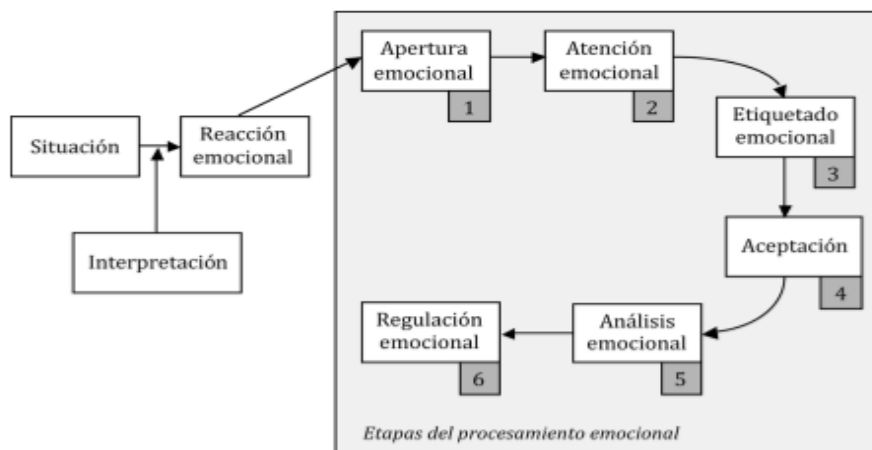 Situación
Interpretación
Reacción
emocional
Apertura
emocional
1
Atención
emocional
2
Etiquetado
emocional
3
Aceptación
4
Análisis
emocional
5
Regulación
emocional
6
Etapas del procesamiento emocional